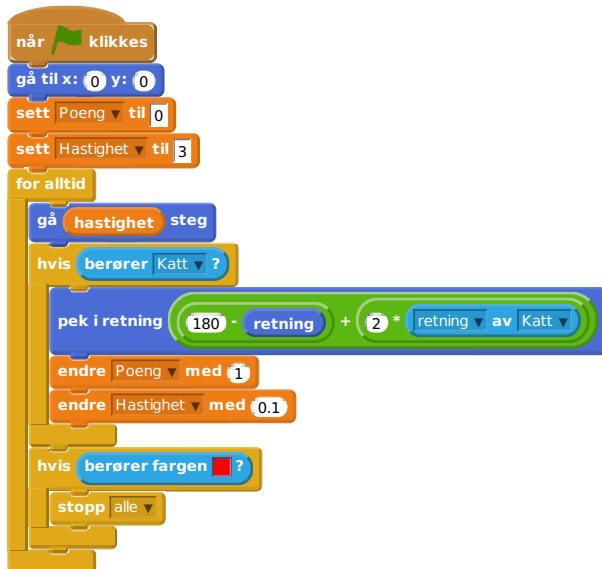 når klikkes
gå til x: 0 y: 0
sett Poeng til 0
sett Hastighet til 3
for alltid
gå hastighet steg
hvis berører Katt ?
pek i retning 180 - retning + 2 * retning av Katt
endre Poeng med 1
endre Hastighet med 0.1
hvis berører fargen ?
stopp alle